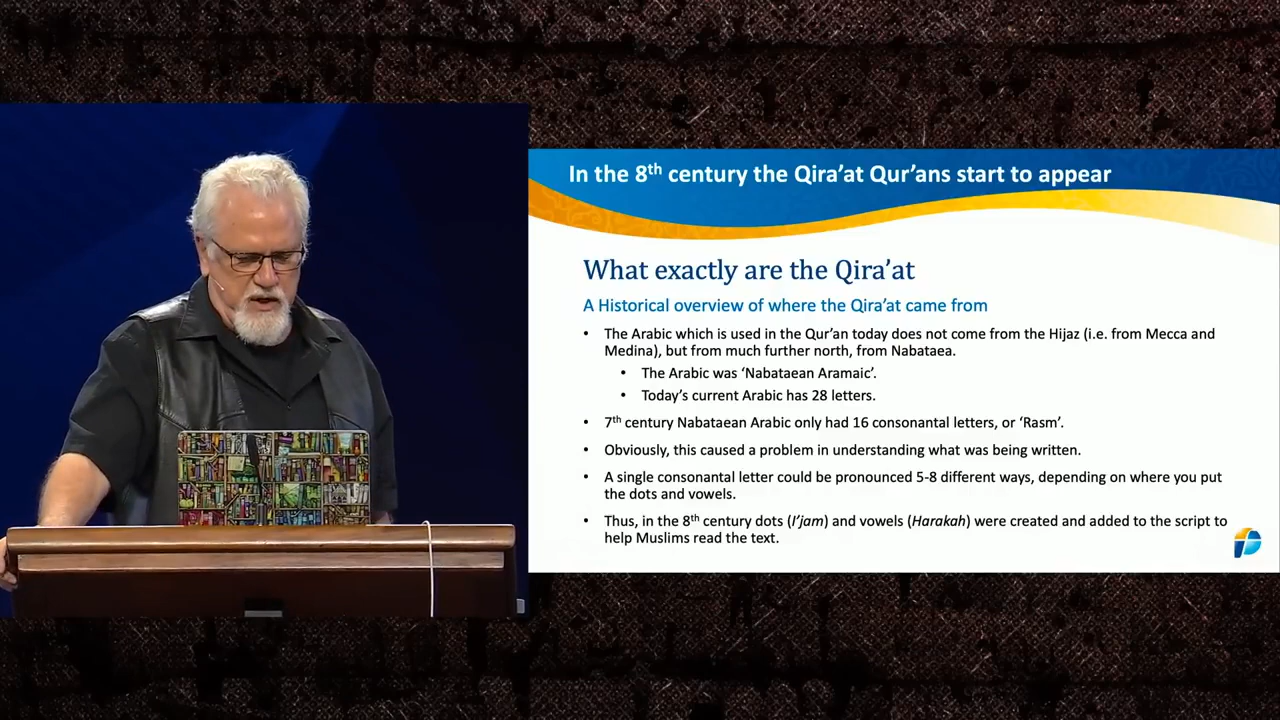 In the 8th century the Qira'at Qur'ans start to appear
What exactly are the Qira'at
A Historical overview of where the Qira'at came from
• The Arabic which is used in the Qur'an today does not come from the Hijaz (i.e. from Mecca and
Medina), but from much further north, from Nabataea.
• The Arabic was 'Nabataean Aramaic'.
• Today's current Arabic has 28 letters.
• 7th century Nabataean Arabic only had 16 consonantal letters, or 'Rasm'.
• Obviously, this caused a problem in understanding what was being written.
• A single consonantal letter could be pronounced 5-8 different ways, depending on where you put
the dots and vowels.
• Thus, in the 8th century dots (I'jam) and vowels (Harakah) were created and added to the script to
help Muslims read the text.